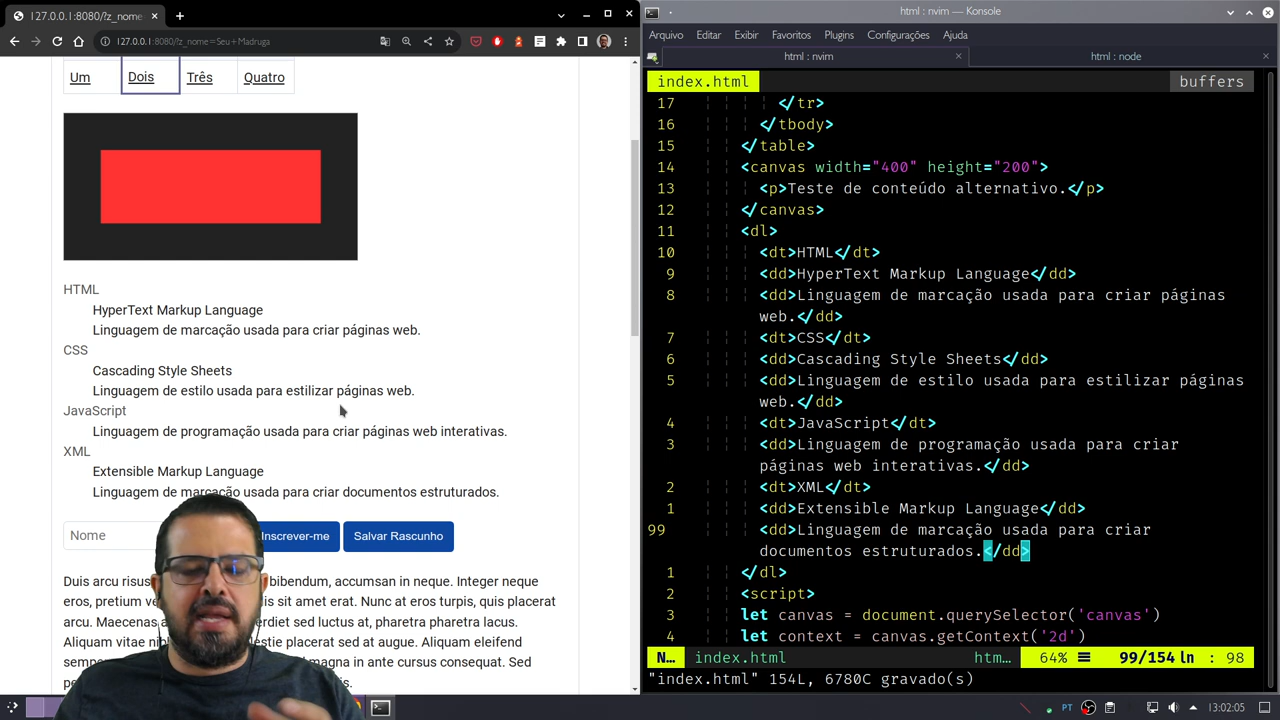 127.0.0.1:8080/?z_nome
127.0.0.1:8080/?z_nome=Seu+Madruga
Um Dois Três Quatro
HTML
HyperText Markup Language
Linguagem de marcação usada para criar páginas web.
CSS
Cascading Style Sheets
Linguagem de estilo usada para estilizar páginas web.
JavaScript
Linguagem de programação usada para criar páginas web interativas.
XML
Extensible Markup Language
Linguagem de marcação usada para criar documentos estruturados.
Nome Inscrever-me Salvar Rascunho
Duis arcu risus bibendum, accumsan in neque. Integer neque
eros, pretium is sit amet erat. Nunc at eros turpis, quis placerat
arcu. Maecenas sed luctus at, pharetra pharetra lacus.
Aliquam vitae placerat sed at augue. Aliquam eleifend
magna in ante cursus consequat. Sed
html : nvim — Konsole
Arquivo Editar Exibir Favoritos Plugins Configurações Ajuda
html : nvim html : node
index.html buffers
17 </tr>
16 </tbody>
15 </table>
14 <canvas width="400" height="200">
13 <p>Teste de conteúdo alternativo.</p>
12 </canvas>
11 <dl>
10 <dt>HTML</dt>
9 <dd>HyperText Markup Language</dd>
8 <dd>Linguagem de marcação usada para criar páginas
web.</dd>
7 <dt>CSS</dt>
6 <dd>Cascading Style Sheets</dd>
5 <dd>Linguagem de estilo usada para estilizar páginas
web.</dd>
4 <dt>JavaScript</dt>
3 <dd>Linguagem de programação usada para criar
páginas web interativas.</dd>
2 <dt>XML</dt>
1 <dd>Extensible Markup Language</dd>
99 <dd>Linguagem de marcação usada para criar
documentos estruturados.</dd>
1 </dl>
2 <script>
3 let canvas = document.querySelector('canvas')
4 let context = canvas.getContext('2d')
N… index.html htm… 64% ☰ 99/154 ln : 98
"index.html" 154L, 6780C gravado(s)
PT 13:02:05